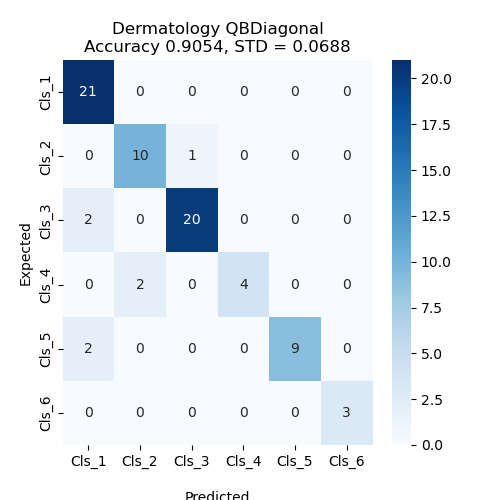 Dermatology QBDiagonal
Accuracy 0.9054, STD = 0.0688
Cls_1 21 0 0 0 0 0
Cls_2 0 10 1 0 0 0
Cls_3 2 0 20 0 0 0
Cls_4 0 2 0 4 0 0
Cls_5 2 0 0 0 9 0
Cls_6 0 0 0 0 0 3
Cls_1 Cls_2 Cls_3 Cls_4 Cls_5 Cls_6
Expected
Predicted
20.0
17.5
15.0
12.5
10.0
7.5
5.0
2.5
0.0